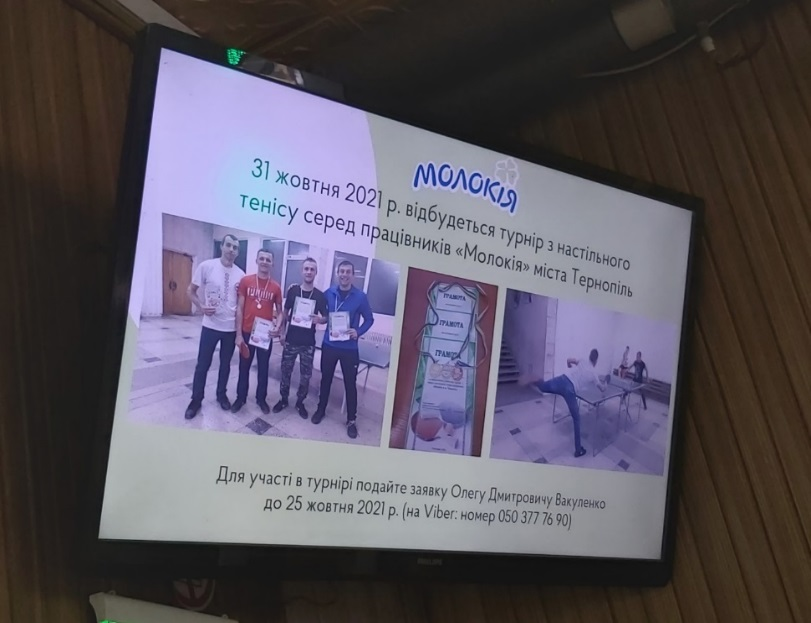 МОЛОКІЯ
31 жовтня 2021 р. відбудеться турнір з настільного
тенісу серед працівників «Молокія» міста Тернопіль
ГРАМОТА
ГРАМОТА
ГРАМОТА
Для участі в турнірі подайте заявку Олегу Дмитровичу Вакуленко
до 25 жовтня 2021 р. (на Viber: номер 050 377 76 90)
PHILIPS